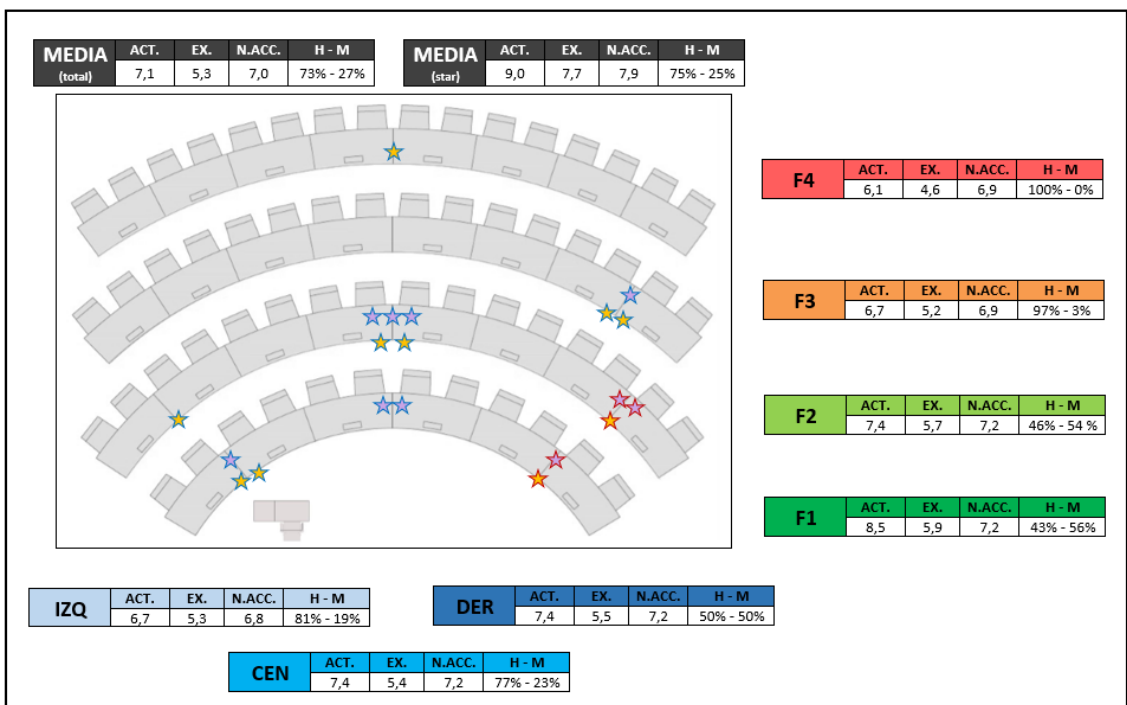 MEDIA (total) ACT. EX. N.ACC. H - M
7,1 5,3 7,0 73% - 27%
MEDIA (star) ACT. EX. N.ACC. H - M
9,0 7,7 7,9 75% - 25%
F4 ACT. EX. N.ACC. H - M
6,1 4,6 6,9 100% - 0%
F3 ACT. EX. N.ACC. H - M
6,7 5,2 6,9 97% - 3%
F2 ACT. EX. N.ACC. H - M
7,4 5,7 7,2 46% - 54 %
F1 ACT. EX. N.ACC. H - M
8,5 5,9 7,2 43% - 56%
IZQ ACT. EX. N.ACC. H - M
6,7 5,3 6,8 81% - 19%
DER ACT. EX. N.ACC. H - M
7,4 5,5 7,2 50% - 50%
CEN ACT. EX. N.ACC. H - M
7,4 5,4 7,2 77% - 23%